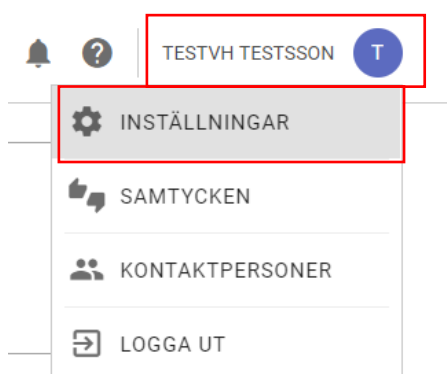 TESTVH TESTSSON T
INSTÄLLNINGAR
SAMTYCKEN
KONTAKTPERSONER
LOGGA UT